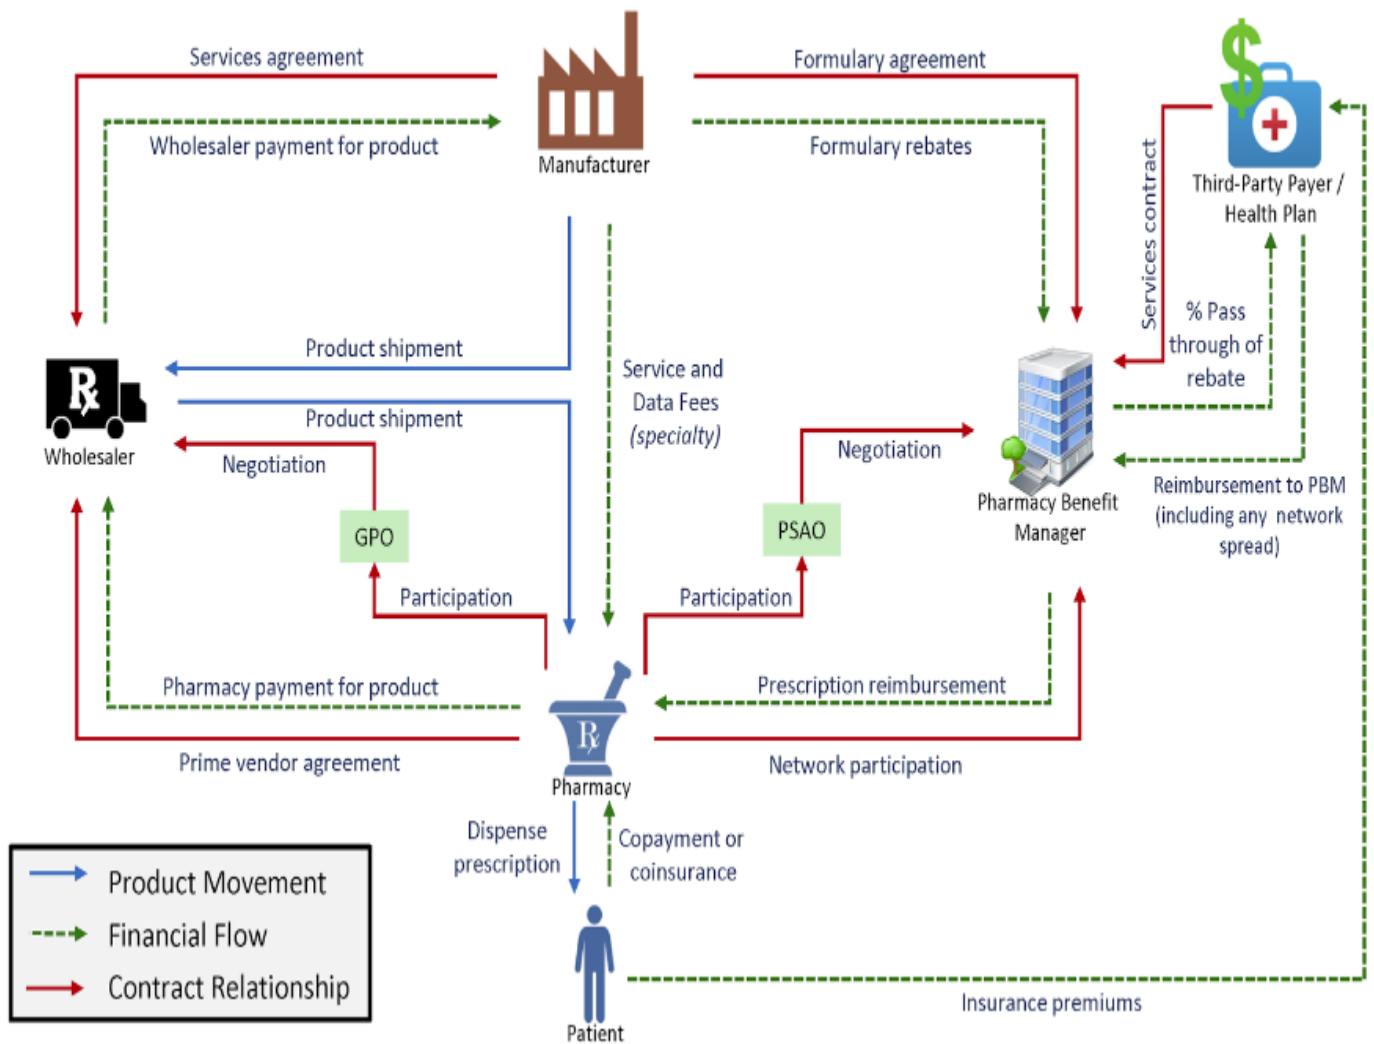 Services agreement
Wholesaler payment for product
Manufacturer
Formulary agreement
Formulary rebates
$
Third-Party Payer /
Health Plan
Services contract
% Pass
through of
rebate
Product shipment
Product shipment
Service and
Data Fees
(specialty)
Rx
Wholesaler
Negotiation
GPO
Participation
Negotiation
PSAO
Participation
Pharmacy Benefit
Manager
Reimbursement to PBM
(including any network
spread)
Pharmacy payment for product
Prime vendor agreement
Prescription reimbursement
Network participation
Rx
Pharmacy
Dispense
prescription
Copayment or
coinsurance
Patient
Insurance premiums
Product Movement
Financial Flow
Contract Relationship